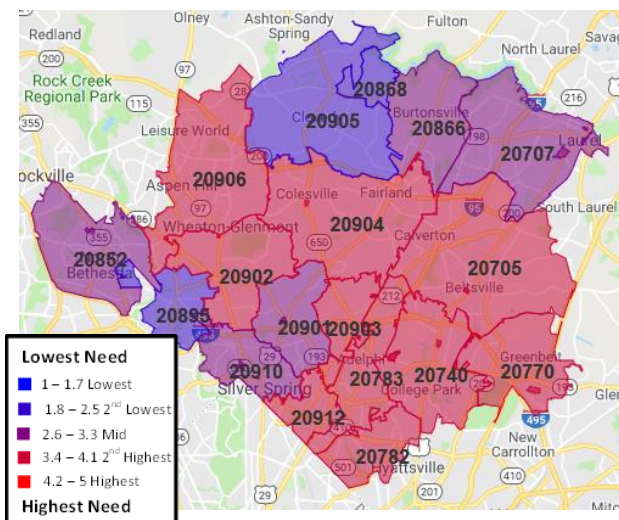 Olney
Ashton-Sandy
Spring
Fulton
Redland
North Laurel
Savag
Rock Creek
Regional Park
200
97
115
28
355
Leisure World
20868
Burtonsville
20905
20866
95
216
198
Laurel
20707
ockville
Aspen Hill
20906
200
Colesville
Fairland
97
Wheaton-Glenmont
20904
South Laurel
95
200
355
20852
Bethesda
650
Calverton
20902
20705
Beltsville
20895
212
20901
20903
29
193
Adelphi
Greenbelt
20910
Silver Spring
20783
20740
20770
College Park
193
20912
410
495
New
Carrollton
20782
Hyattsville
501
29
201
410
Lowest Need
1 – 1.7 Lowest
1.8 – 2.5 2nd Lowest
2.6 – 3.3 Mid
3.4 – 4.1 2nd Highest
4.2 – 5 Highest
Highest Need